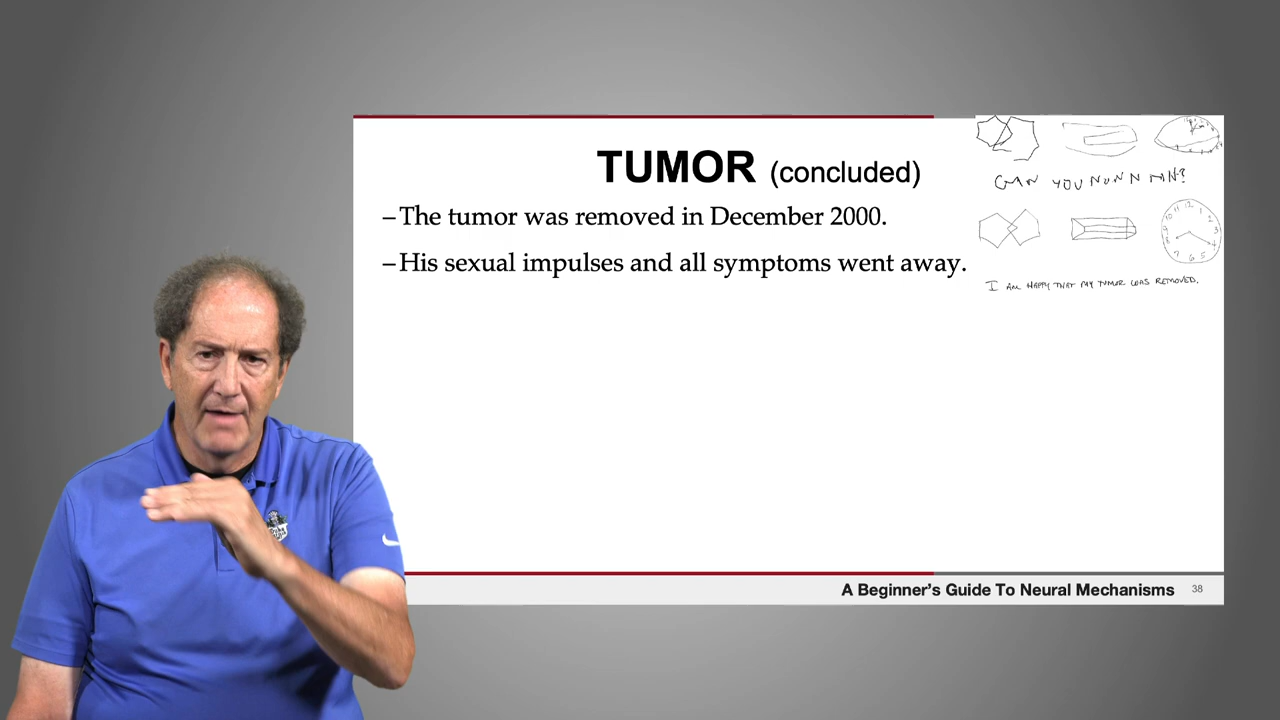 TUMOR (concluded)
–The tumor was removed in December 2000.
–His sexual impulses and all symptoms went away.
YOU
I AM HAPPY THAT MY TUMOR WAS REMOVED.
A Beginner's Guide To Neural Mechanisms 38